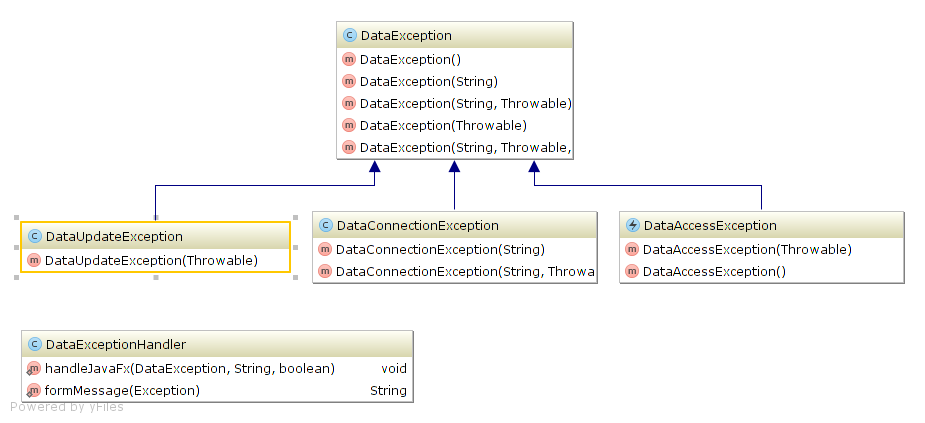 DataException
DataException()
DataException(String)
DataException(String, Throwable)
DataException(Throwable)
DataException(String, Throwable,
DataUpdateException
DataUpdateException(Throwable)
DataConnectionException
DataConnectionException(String)
DataConnectionException(String, Throwa
DataAccessException
DataAccessException(Throwable)
DataAccessException()
DataExceptionHandler
handleJavaFx(DataException, String, boolean) void
formMessage(Exception) String
Powered by yFiles